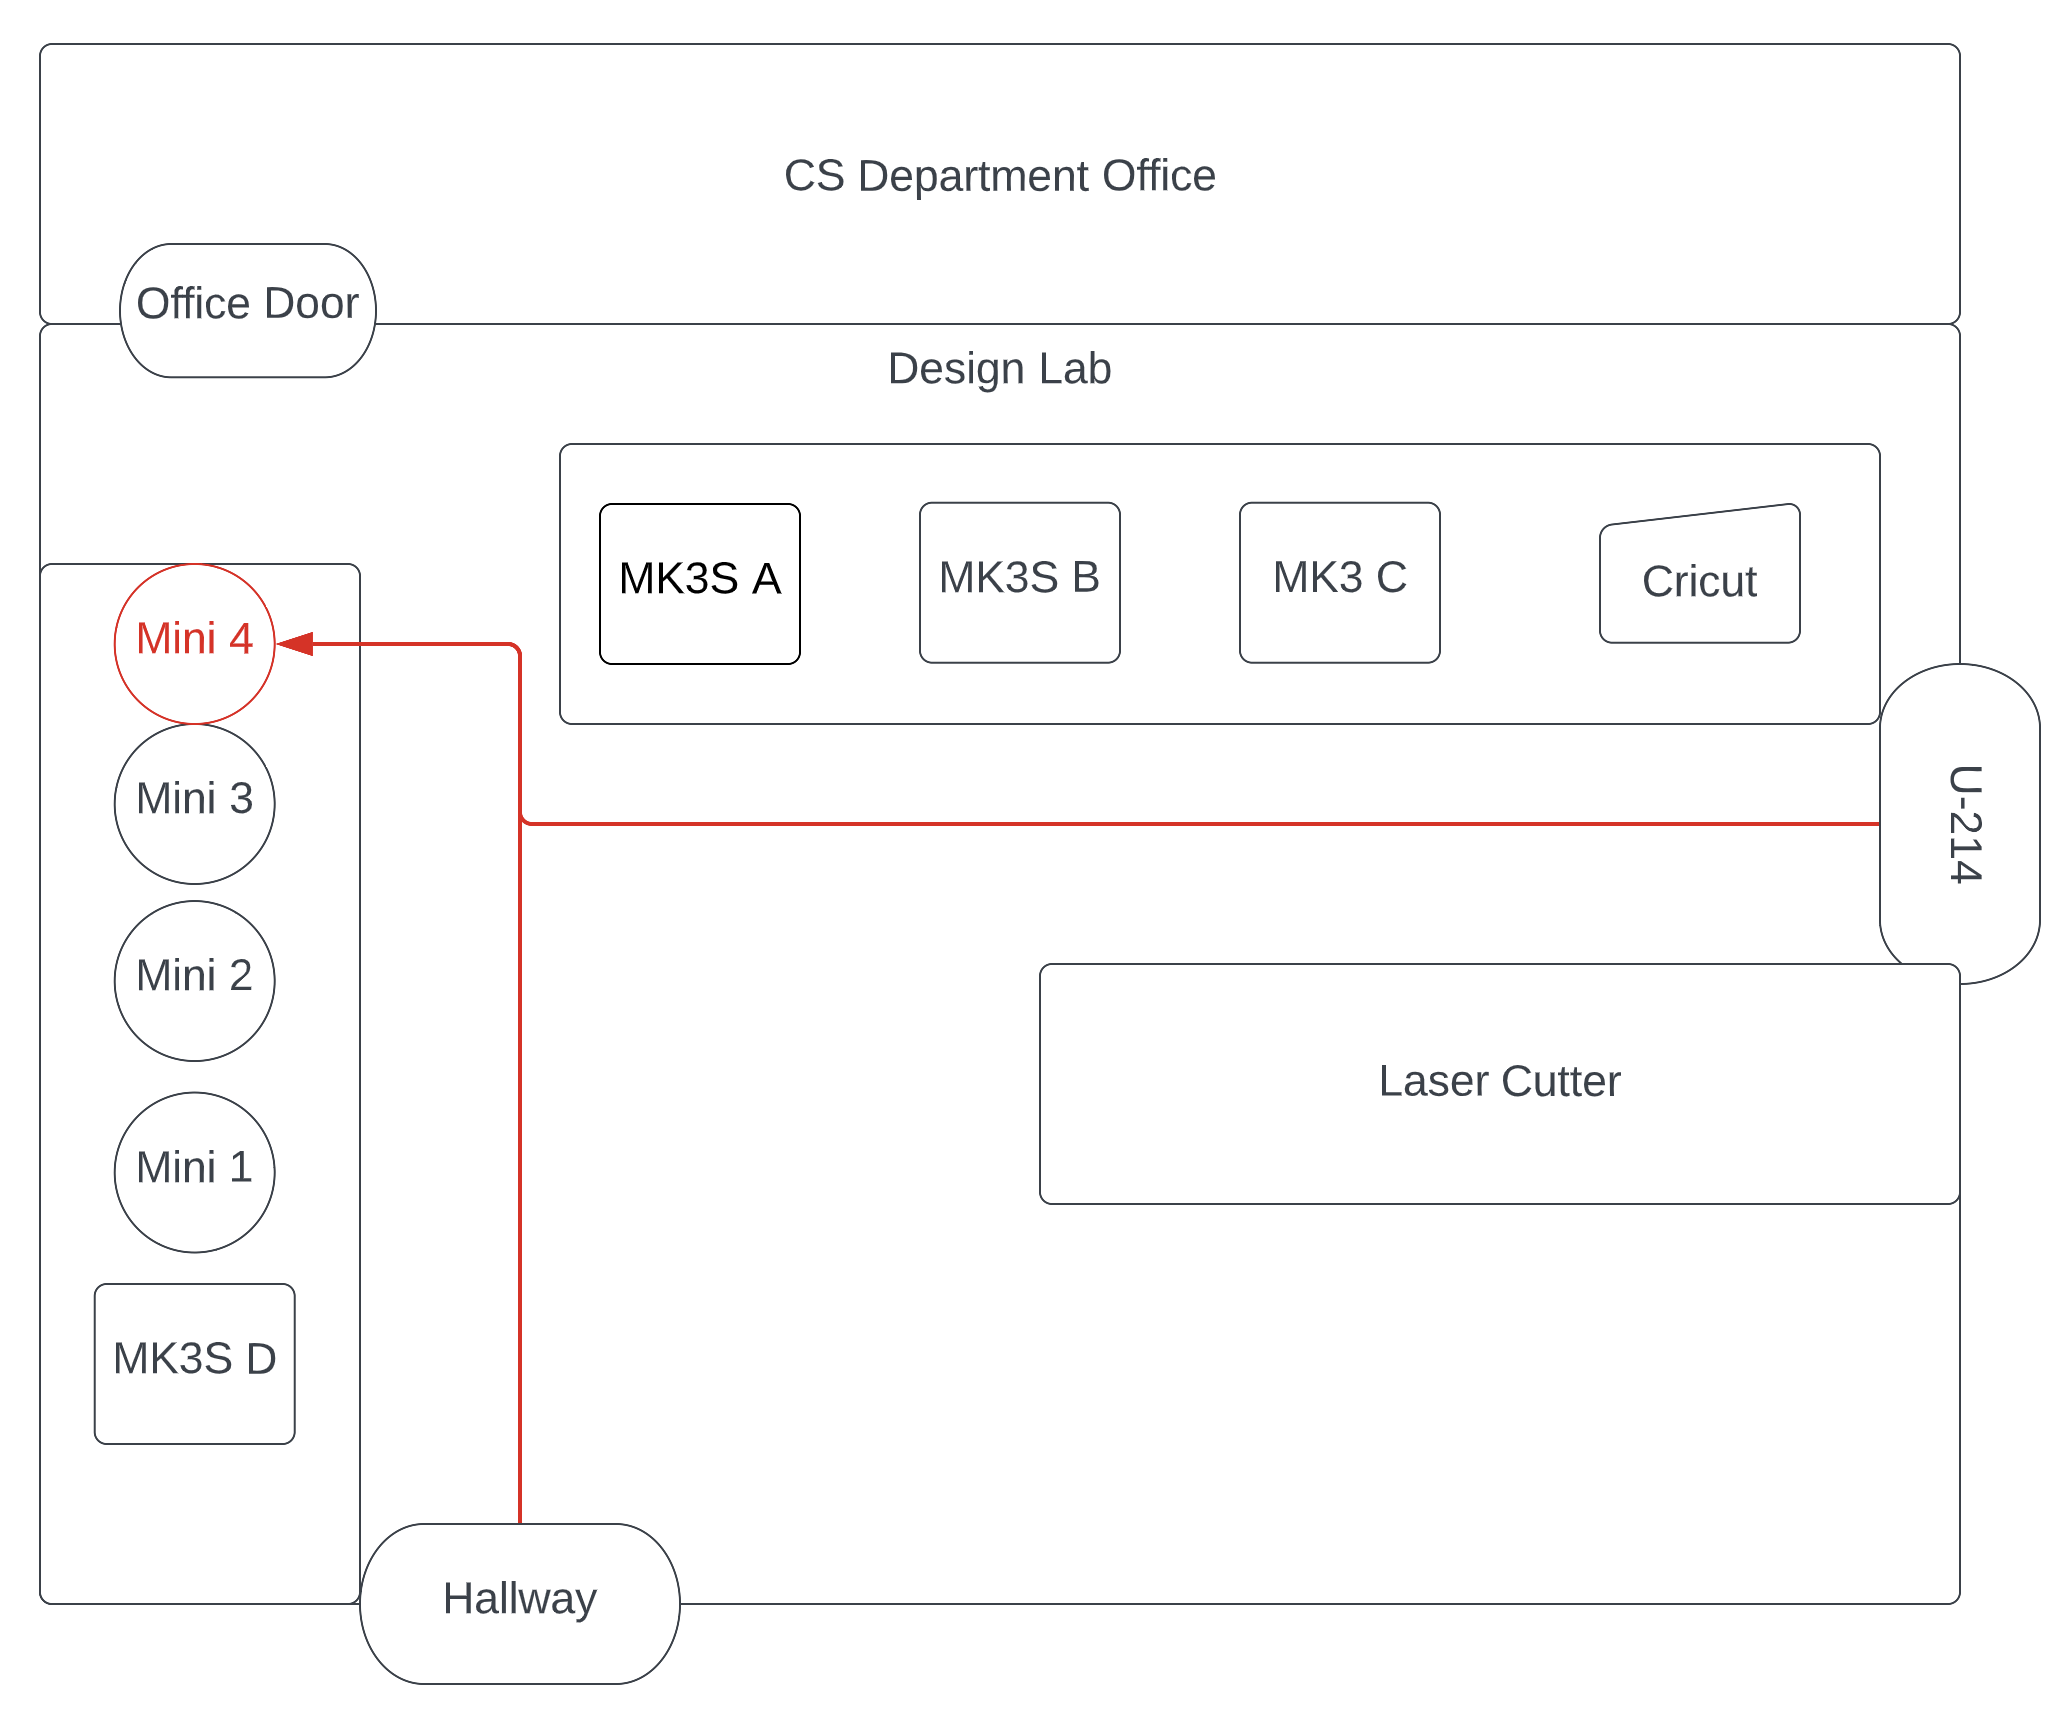 CS Department Office
Office Door
Design Lab
MK3S A
MK3S B
MK3 C
Cricut
Mini 4
Mini 3
U-214
Mini 2
Laser Cutter
Mini 1
MK3S D
Hallway